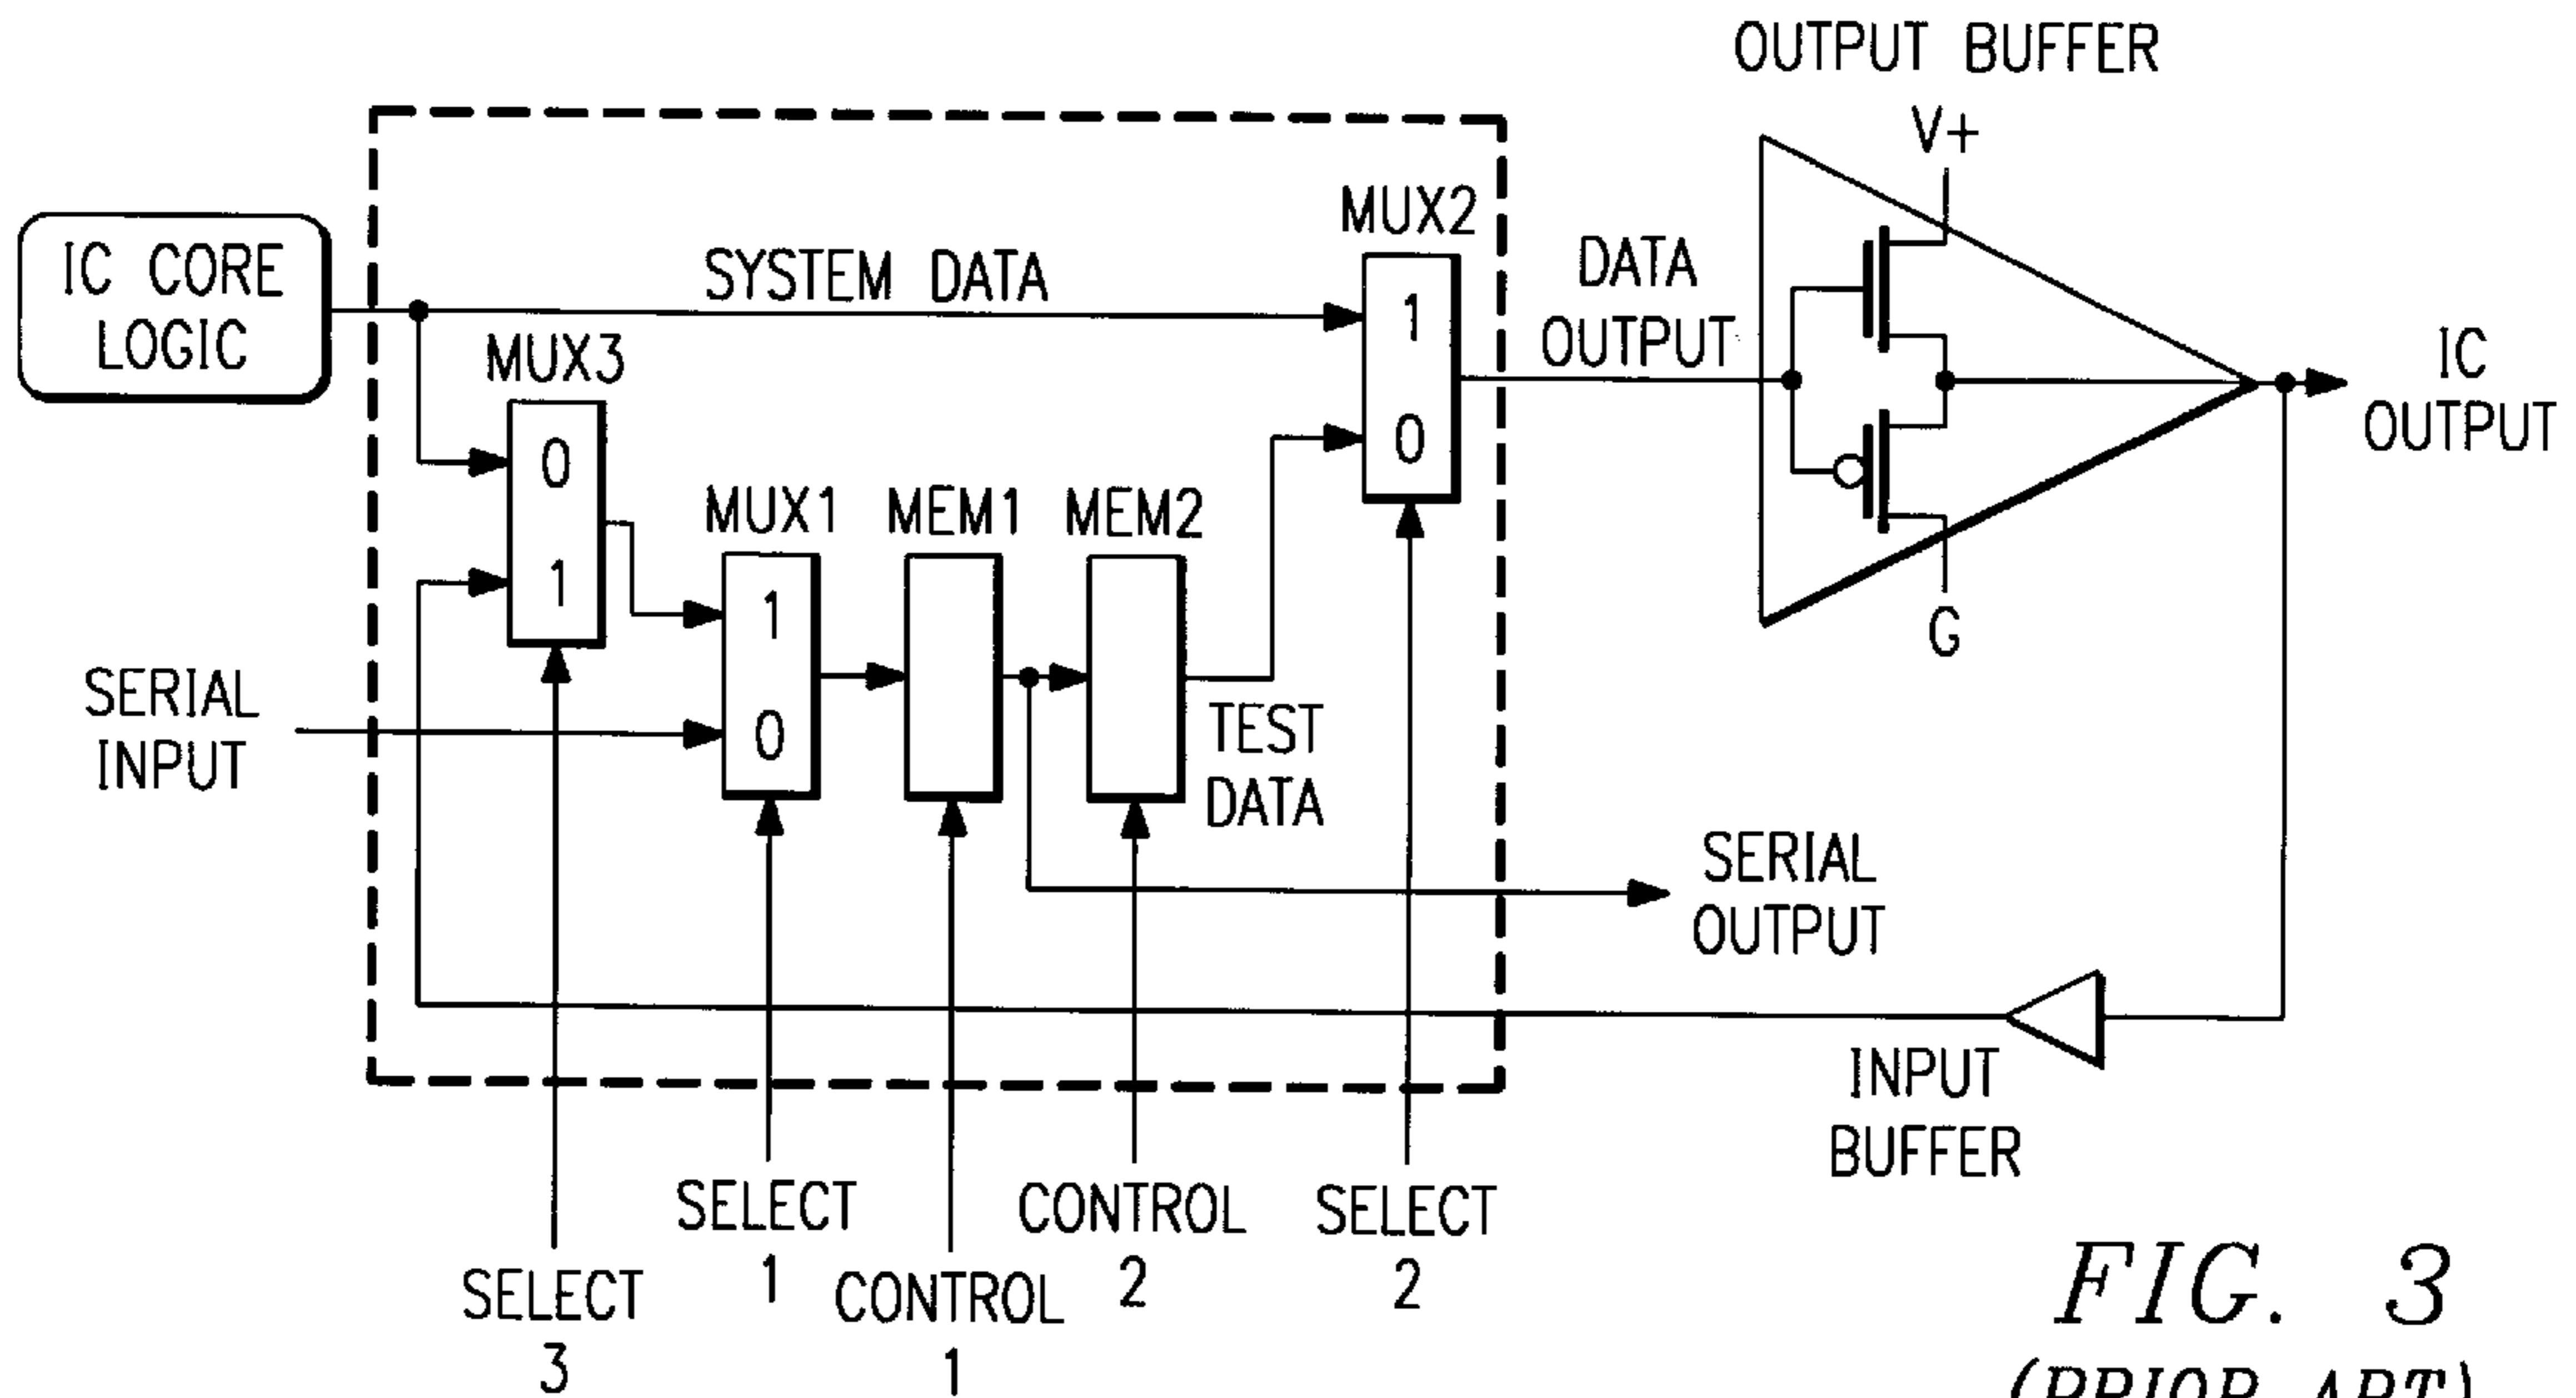 OUTPUT BUFFER
V+
MUX2
IC CORE
LOGIC
SYSTEM DATA
1
0
DATA
OUTPUT
IC
OUTPUT
MUX3
0
1
MUX1
1
0
MEM1
MEM2
G
SERIAL
INPUT
TEST
DATA
SERIAL
OUTPUT
INPUT
BUFFER
SELECT
3
SELECT
1
CONTROL
1
CONTROL
2
SELECT
2
FIG. 3
(PRIOR ART)